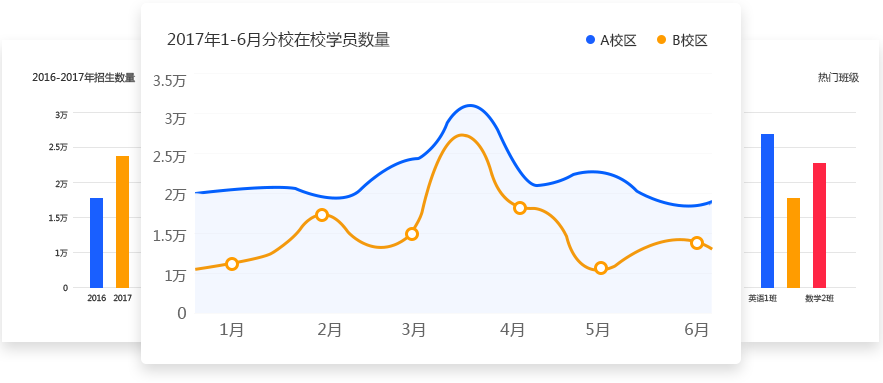 2017年1-6月分校在校学员数量
A校区
B校区
3.5万
3万
2.5万
2万
1.5万
1万
0
1月
2月
3月
4月
5月
6月
2016-2017年招生数量
3万
2.5万
2万
1.5万
1万
0
2016
2017
热门班级
英语1班
数学2班